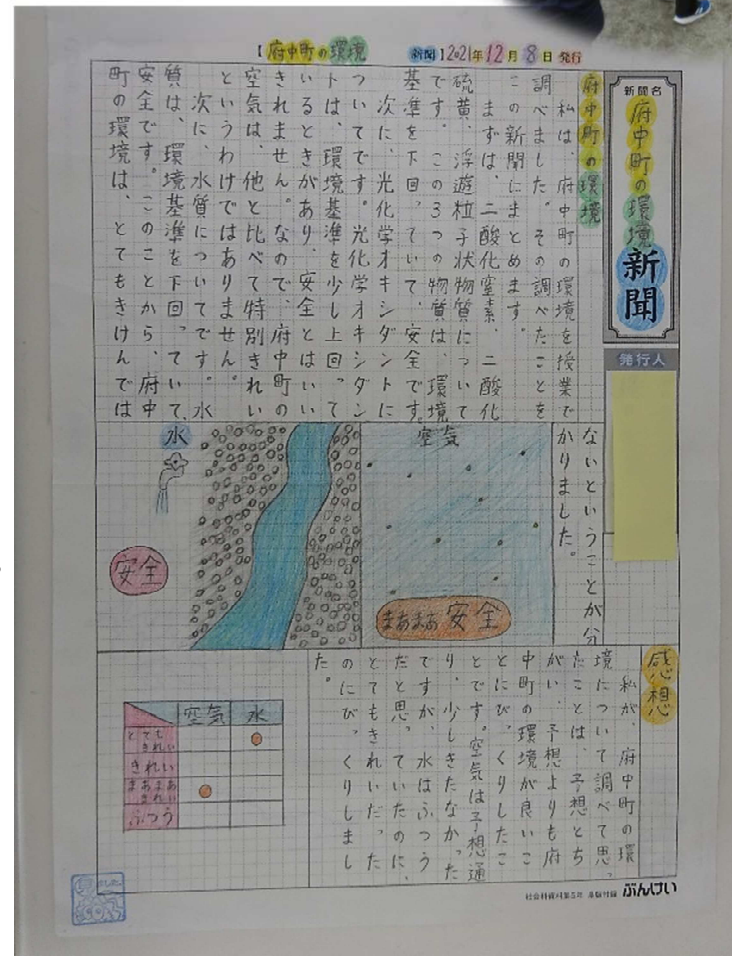 【府中町の環境 新聞】2021年12月8日発行
新聞名
府中町の環境新聞
発行人
府中町の環境
私は、府中町の環境を授業で
調べました。その調べたことを
この新聞にまとめます。
まずは、二酸化窒素、二酸化
硫黄、浮遊粒子状物質について
です。この3つの物質は、環境
基準を下回っていて、安全です。
次に、光化学オキシダントに
ついてです。光化学オキシダン
トは、環境基準を少し上回って
いるときがあり、安全とはいい
きれません。なので、府中町の
空気は、他と比べて特別きれい
というわけではありません。
次に、水質についてです。水
質は、環境基準を下回っていて、
安全です。このことから、府中
町の環境は、とてもきけんでは
ないということが分
かりました。
空気
まあまあ安全
水
安全
感想
私が、府中町の環
境について調べて思っ
たことは、予想とち
がい、予想よりも府
中町の環境が良いこ
とにびっくりしたこ
とです。空気は予想通
り、少しきたなかった
ですが、水はふつう
だと思っていたのに、
とてもきれいだった
のにびっくりしまし
た。
空気 水
とてもきれい
きれい
まあまあきれい
ふつう
ぶんけい